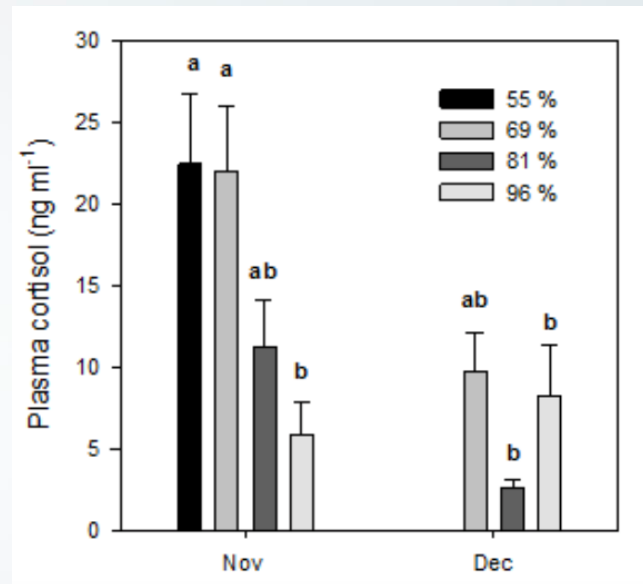 30
25
20
15
10
5
0
Plasma cortisol (ng ml⁻¹)
a a
ab
b
ab
b
b
55 %
69 %
81 %
96 %
Nov Dec